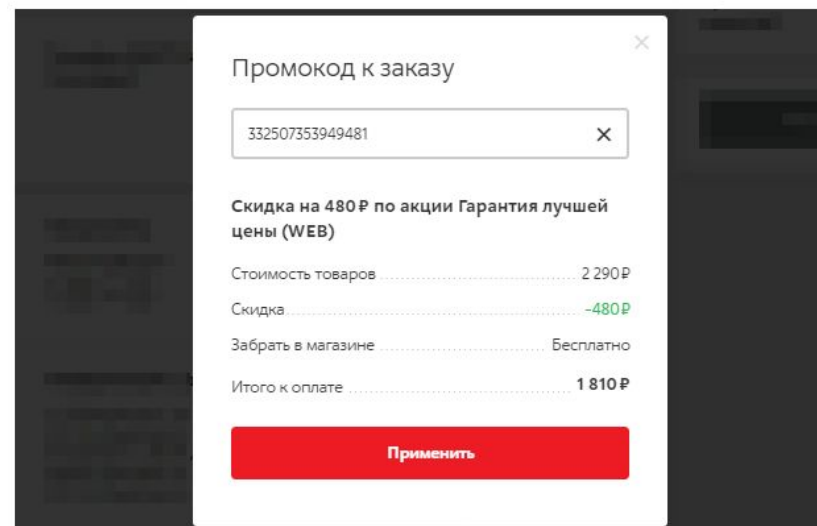 Промокод к заказу
332507353949481
Скидка на 480 ₽ по акции Гарантия лучшей
цены (WEB)
Стоимость товаров 2 290 ₽
Скидка -480 ₽
Забрать в магазине Бесплатно
Итого к оплате 1 810 ₽
Применить